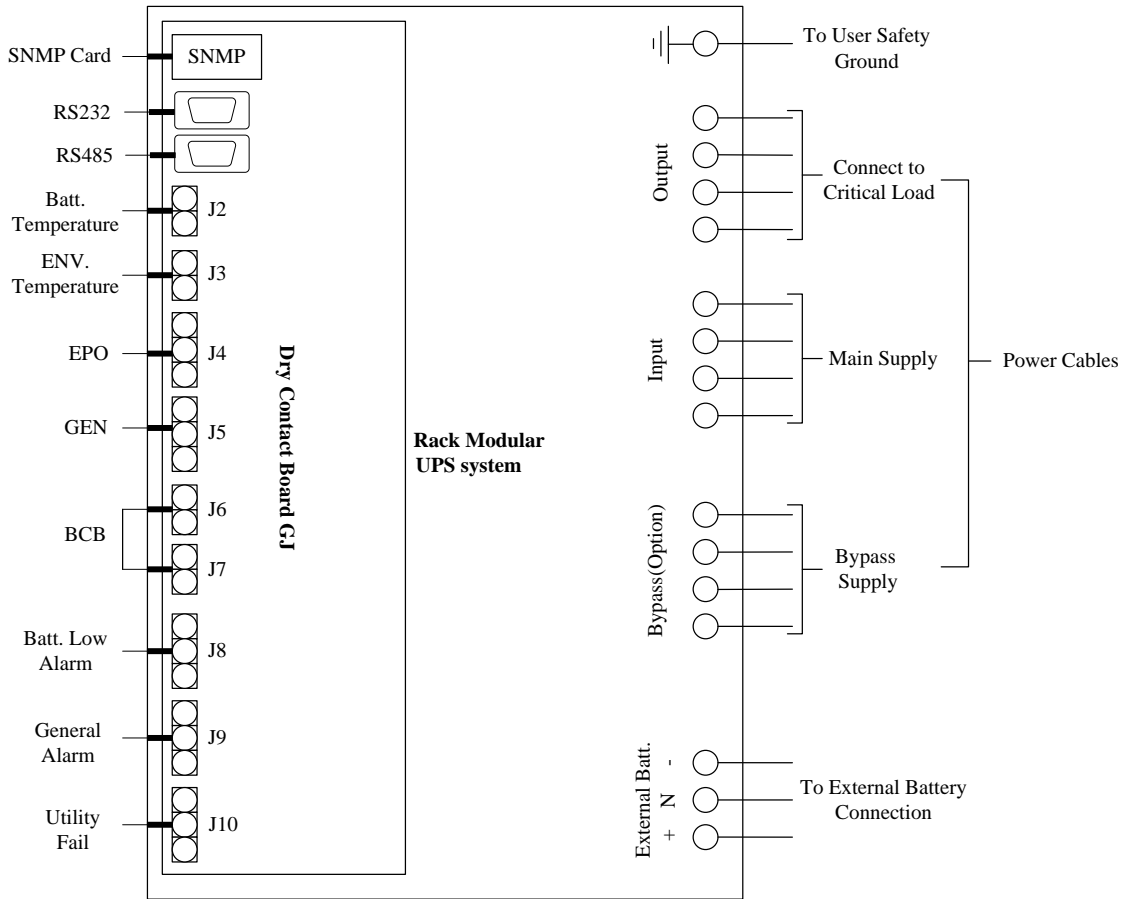 SNMP Card
SNMP
RS232
RS485
Batt.
Temperature
J2
ENV.
Temperature
J3
EPO
J4
GEN
J5
BCB
J6
J7
Batt. Low
Alarm
J8
General
Alarm
J9
Utility
Fail
J10
Dry Contact Board GJ
Rack Modular
UPS system
To User Safety
Ground
Output
Connect to
Critical Load
Input
Main Supply
Power Cables
Bypass(Option)
Bypass
Supply
External Batt.
-
N
+
To External Battery
Connection